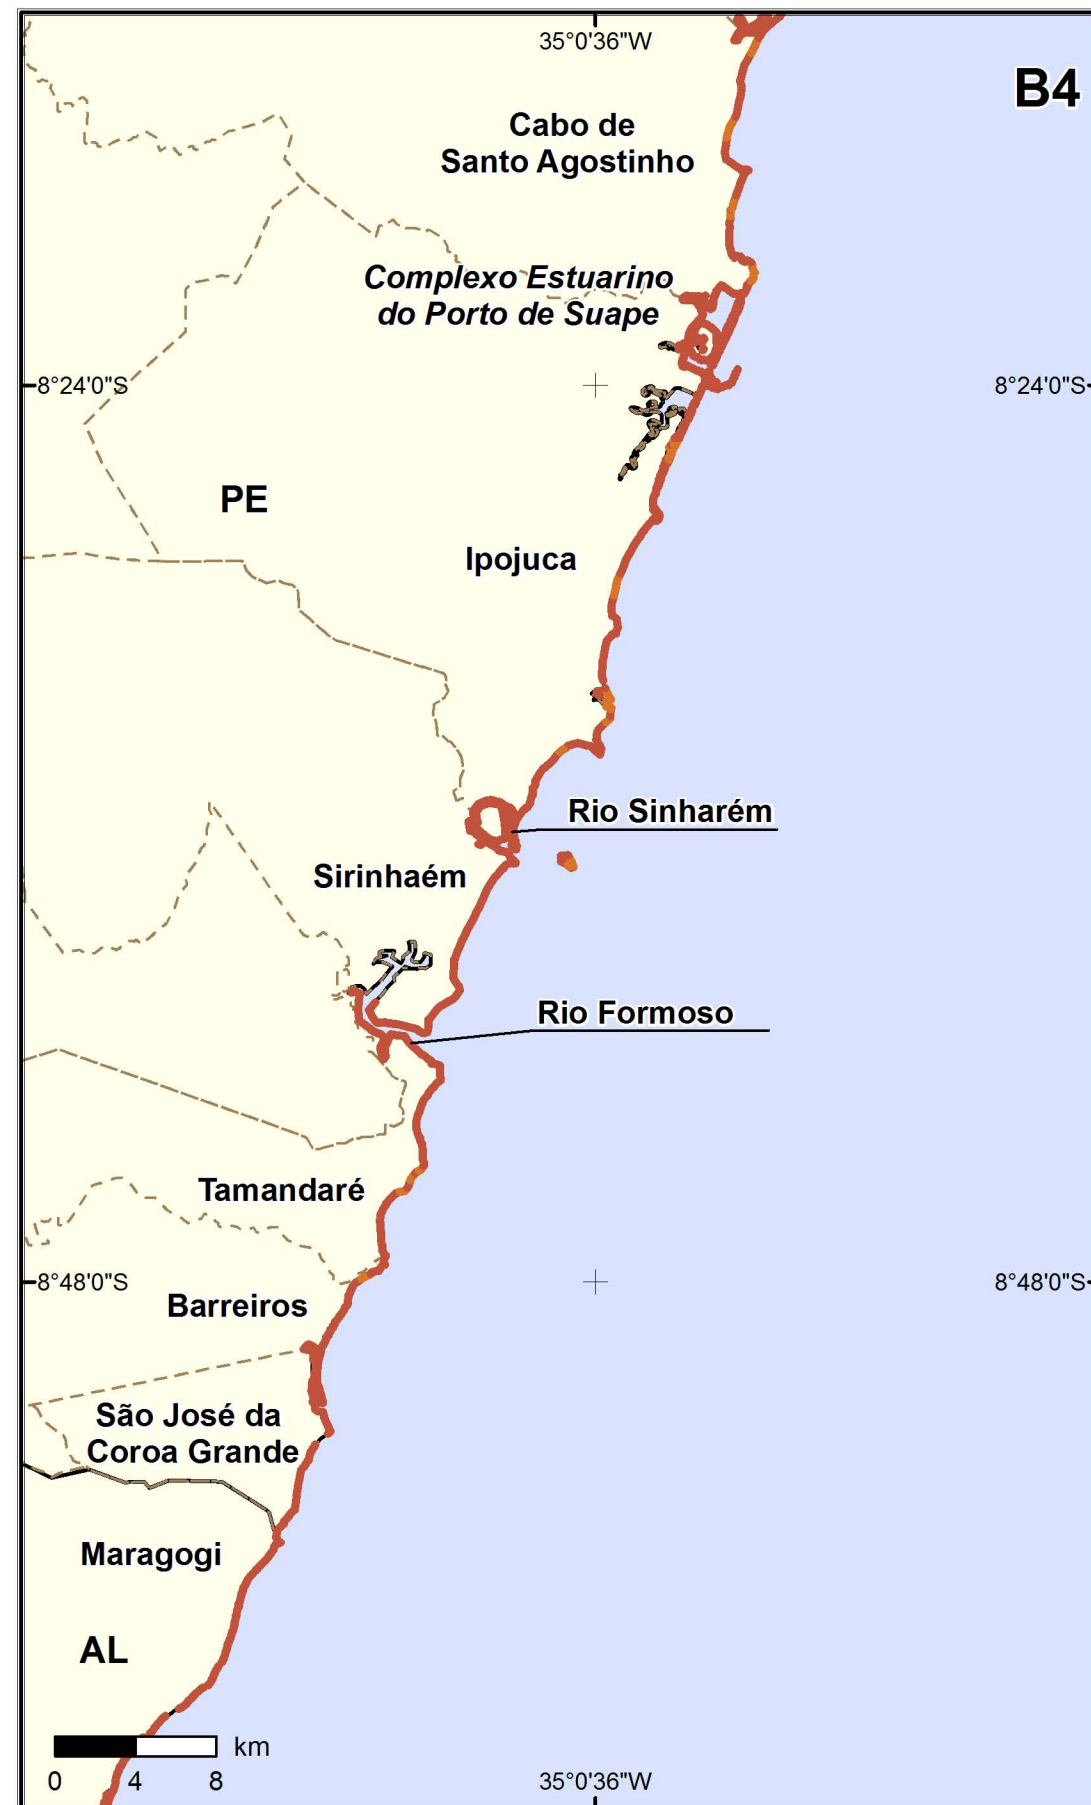 35°0'36"W
B4
Cabo de
Santo Agostinho
Complexo Estuarino
do Porto de Suape
8°24'0"S
8°24'0"S
PE
Ipojuca
Rio Sinharém
Sirinhaém
Rio Formoso
Tamandaré
8°48'0"S
8°48'0"S
Barreiros
São José da
Coroa Grande
Maragogi
AL
km
0 4 8
35°0'36"W